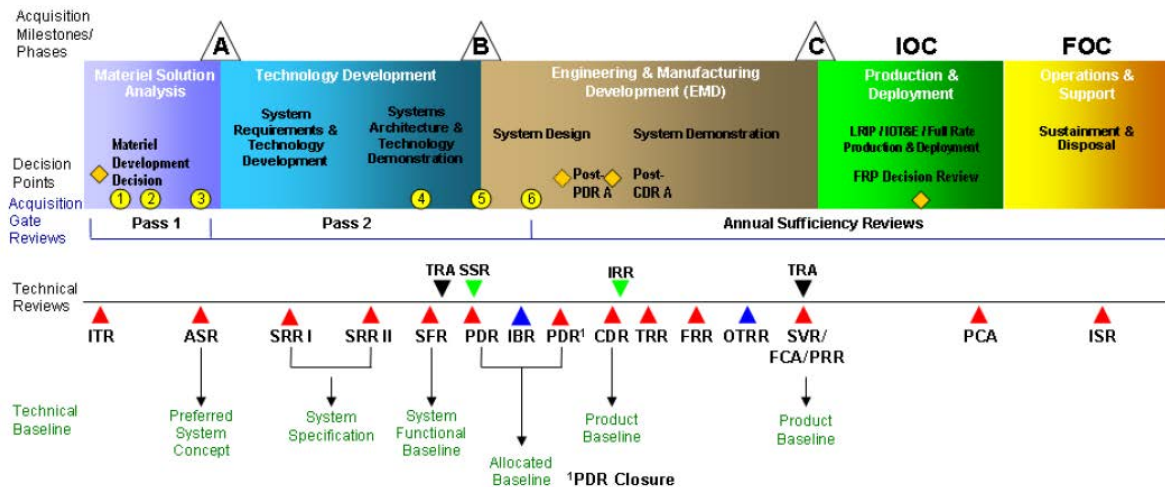 Acquisition
Milestones/
Phases
A
B
C
IOC
FOC
Materiel Solution
Analysis
Technology Development
Engineering & Manufacturing
Development (EMD)
Production &
Deployment
Operations &
Support
System
Requirements &
Technology
Development
Systems
Architecture &
Technology
Demonstration
System Design
System Demonstration
LRIP / IOT&E / Full Rate
Production & Deployment
Sustainment &
Disposal
Decision
Points
Materiel
Development
Decision
Post-
PDR A
Post-
CDR A
FRP Decision Review
Acquisition
Gate
Reviews
1
2
3
4
5
6
Pass 1
Pass 2
Annual Sufficiency Reviews
Technical
Reviews
TRA
SSR
IRR
TRA
ITR
ASR
SRR I
SRR II
SFR
PDR
IBR
PDR¹
CDR
TRR
FRR
OTRR
SVR/
FCA/PRR
PCA
ISR
Technical
Baseline
Preferred
System
Concept
System
Specification
System
Functional
Baseline
Allocated
Baseline
Product
Baseline
Product
Baseline
¹PDR Closure